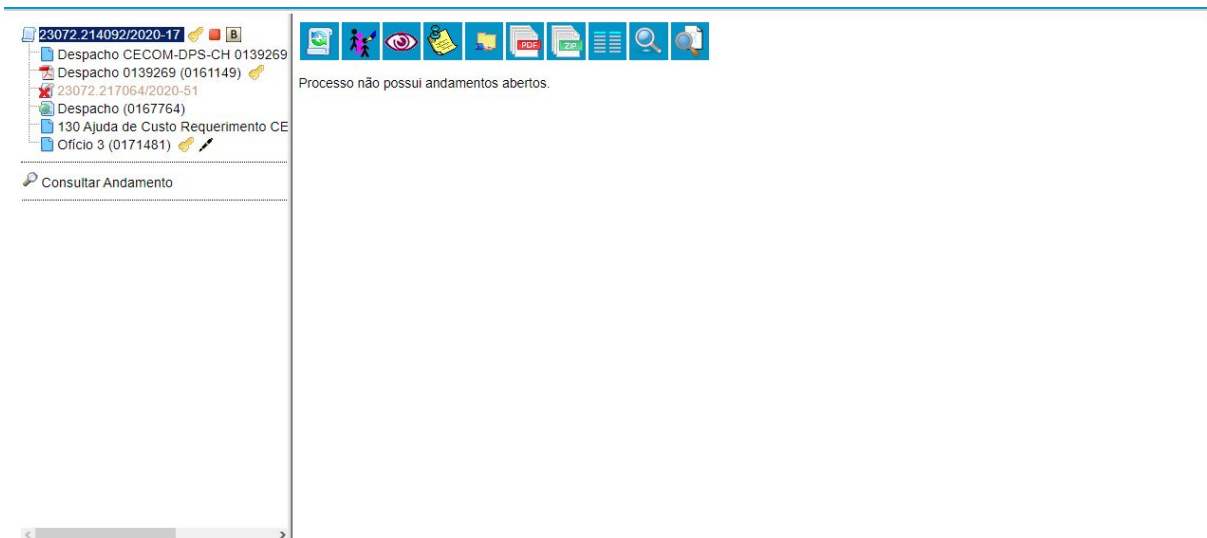 23072.214092/2020-17 B
Despacho CECOM-DPS-CH 0139269
Despacho 0139269 (0161149)
23072.217064/2020-51
Despacho (0167764)
130 Ajuda de Custo Requerimento CE
Ofício 3 (0171481)
Consultar Andamento
PDF ZIP
Processo não possui andamentos abertos.